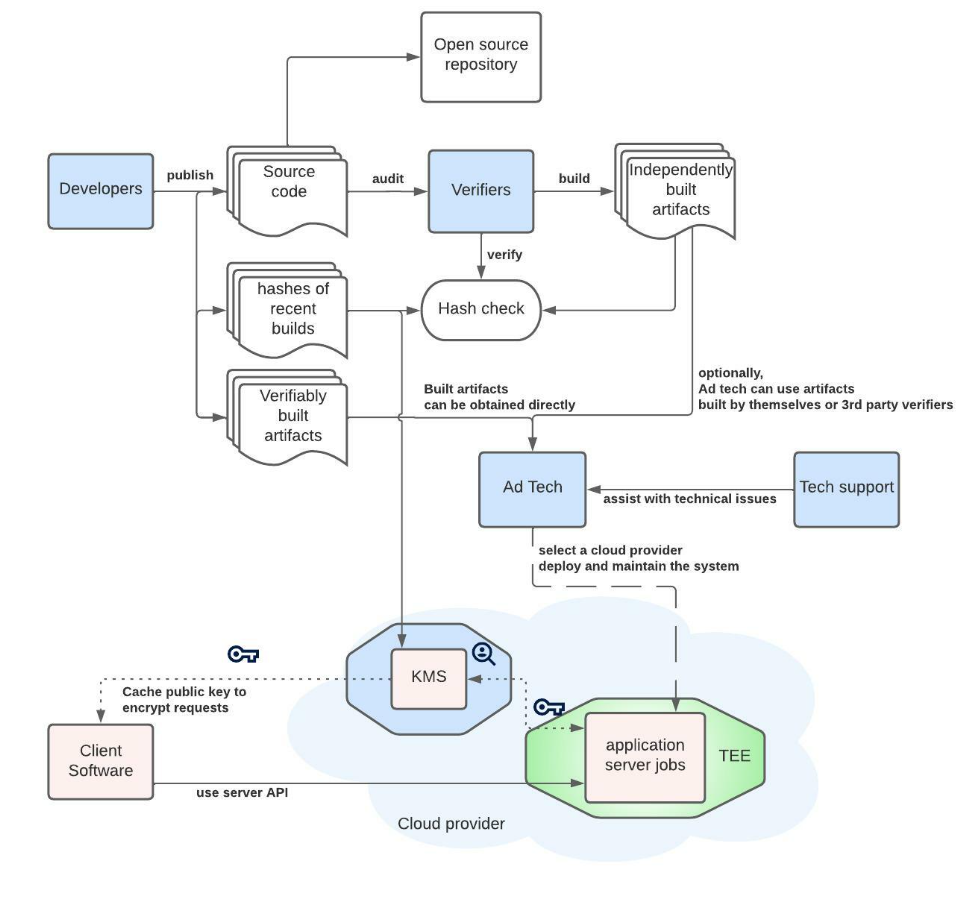 Open source
repository
Developers
publish
Source
code
audit
Verifiers
build
Independently
built
artifacts
verify
hashes of
recent
builds
Hash check
Verifiably
built
artifacts
Built artifacts
can be obtained directly
optionally,
Ad tech can use artifacts
built by themselves or 3rd party verifiers
Ad Tech
assist with technical issues
Tech support
select a cloud provider
deploy and maintain the system
KMS
Cache public key to
encrypt requests
Client
Software
application
server jobs
TEE
use server API
Cloud provider